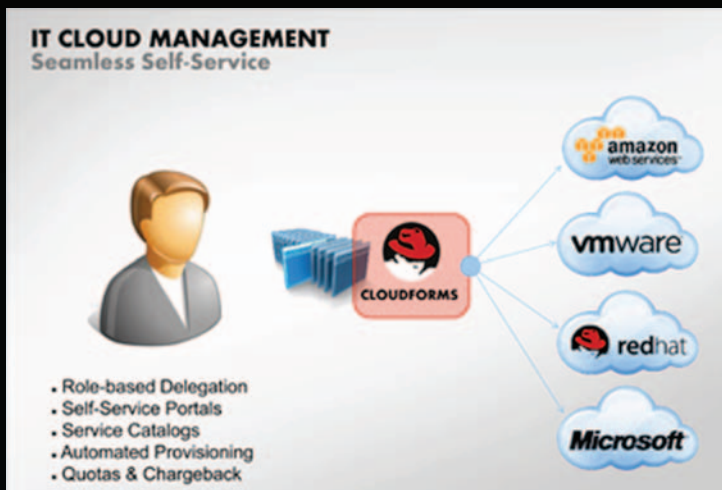 IT CLOUD MANAGEMENT
Seamless Self-Service
amazon
web services™
vmware
CLOUDFORMS
redhat
Microsoft
• Role-based Delegation
• Self-Service Portals
• Service Catalogs
• Automated Provisioning
• Quotas & Chargeback